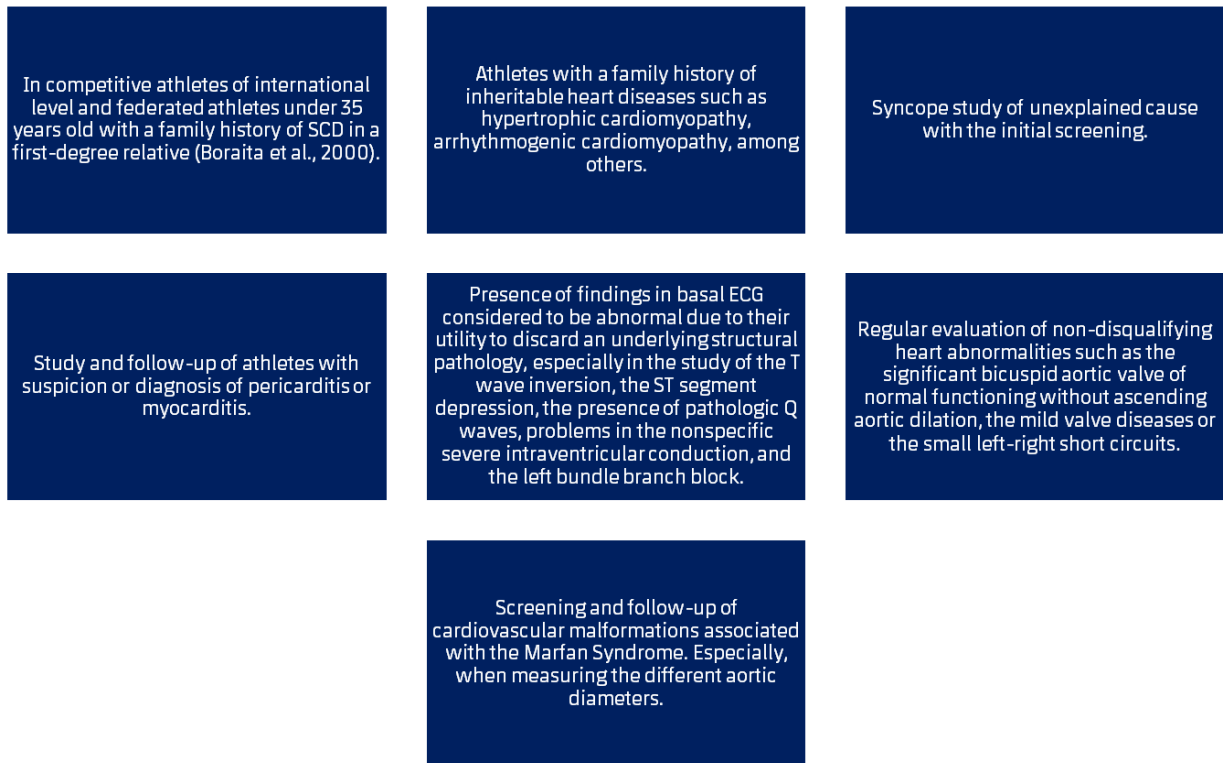 In competitive athletes of international
level and federated athletes under 35
years old with a family history of SCD in a
first-degree relative (Boraita et al., 2000).
Athletes with a family history of
inheritable heart diseases such as
hypertrophic cardiomyopathy,
arrhythmogenic cardiomyopathy, among
others.
Syncope study of unexplained cause
with the initial screening.
Study and follow-up of athletes with
suspicion or diagnosis of pericarditis or
myocarditis.
Presence of findings in basal ECG
considered to be abnormal due to their
utility to discard an underlying structural
pathology, especially in the study of the T
wave inversion, the ST segment
depression, the presence of pathologic Q
waves, problems in the nonspecific
severe intraventricular conduction, and
the left bundle branch block.
Regular evaluation of non-disqualifying
heart abnormalities such as the
significant bicuspid aortic valve of
normal functioning without ascending
aortic dilation, the mild valve diseases or
the small left-right short circuits.
Screening and follow-up of
cardiovascular malformations associated
with the Marfan Syndrome. Especially,
when measuring the different aortic
diameters.